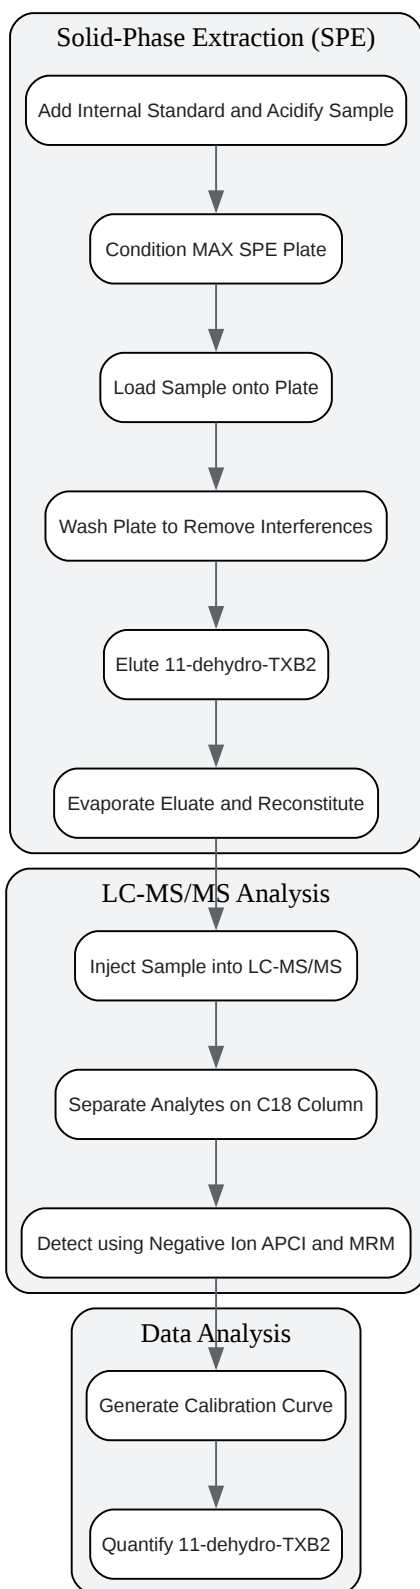 Solid-Phase Extraction (SPE)
Add Internal Standard and Acidify Sample
Condition MAX SPE Plate
Load Sample onto Plate
Wash Plate to Remove Interferences
Elute 11-dehydro-TXB2
Evaporate Eluate and Reconstitute
LC-MS/MS Analysis
Inject Sample into LC-MS/MS
Separate Analytes on C18 Column
Detect using Negative Ion APCI and MRM
Data Analysis
Generate Calibration Curve
Quantify 11-dehydro-TXB2